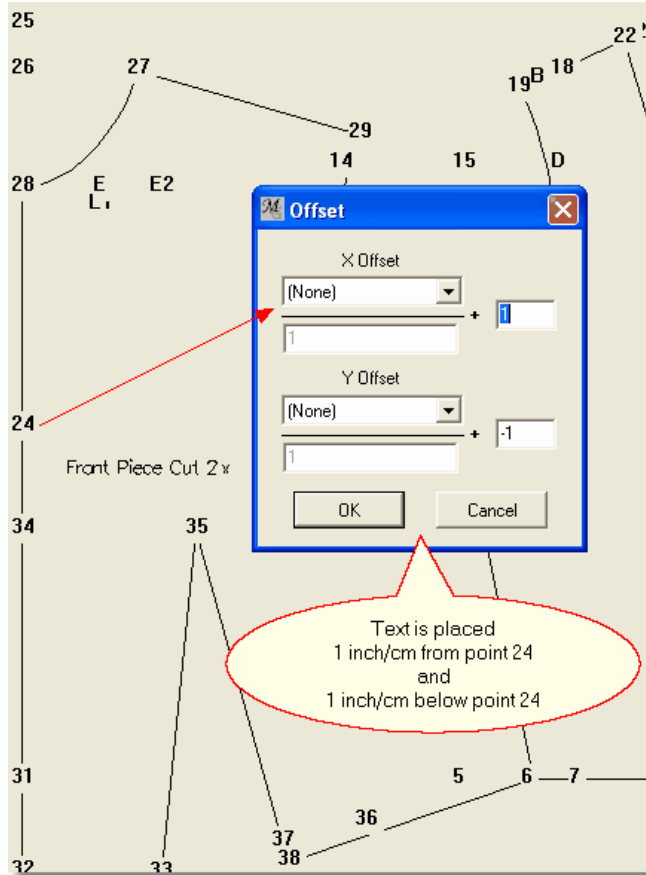 25
22
26
27
19 B 18
29
14
15
D
28
E
E2
L
Offset
X Offset
(None)
+
1
1
Y Offset
24
(None)
+
-1
1
Front Piece Cut 2x
OK
Cancel
34
35
Text is placed
1 inch/cm from point 24
and
1 inch/cm below point 24
31
5
6
7
36
37
38
32
33